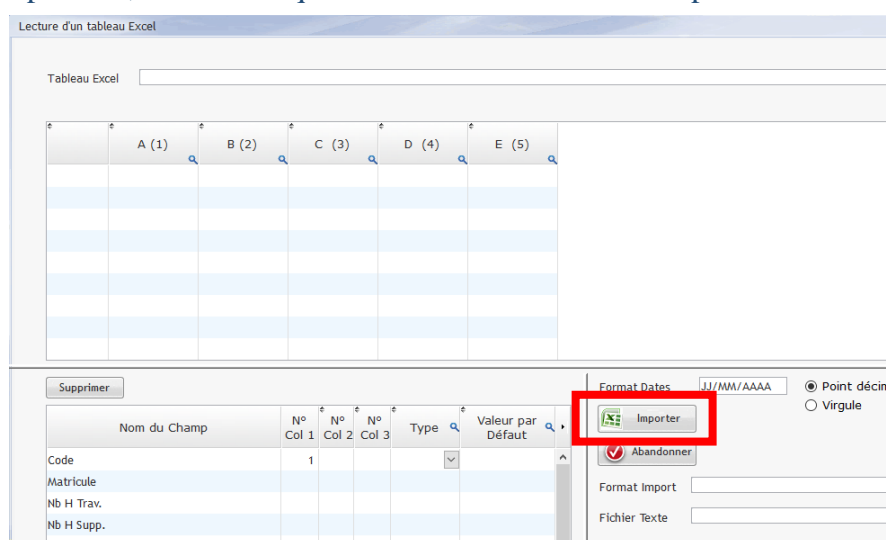 Lecture d'un tableau Excel
Tableau Excel
A (1) B (2) C (3) D (4) E (5)
Supprimer
Format Dates JJ/MM/AAAA Point décim
Virgule
Importer
Nom du Champ N° Col 1 N° Col 2 N° Col 3 Type Valeur par Défaut
Abandonner
Code 1
Matricule
Format Import
Nb H Trav.
Fichier Texte
Nb H Supp.